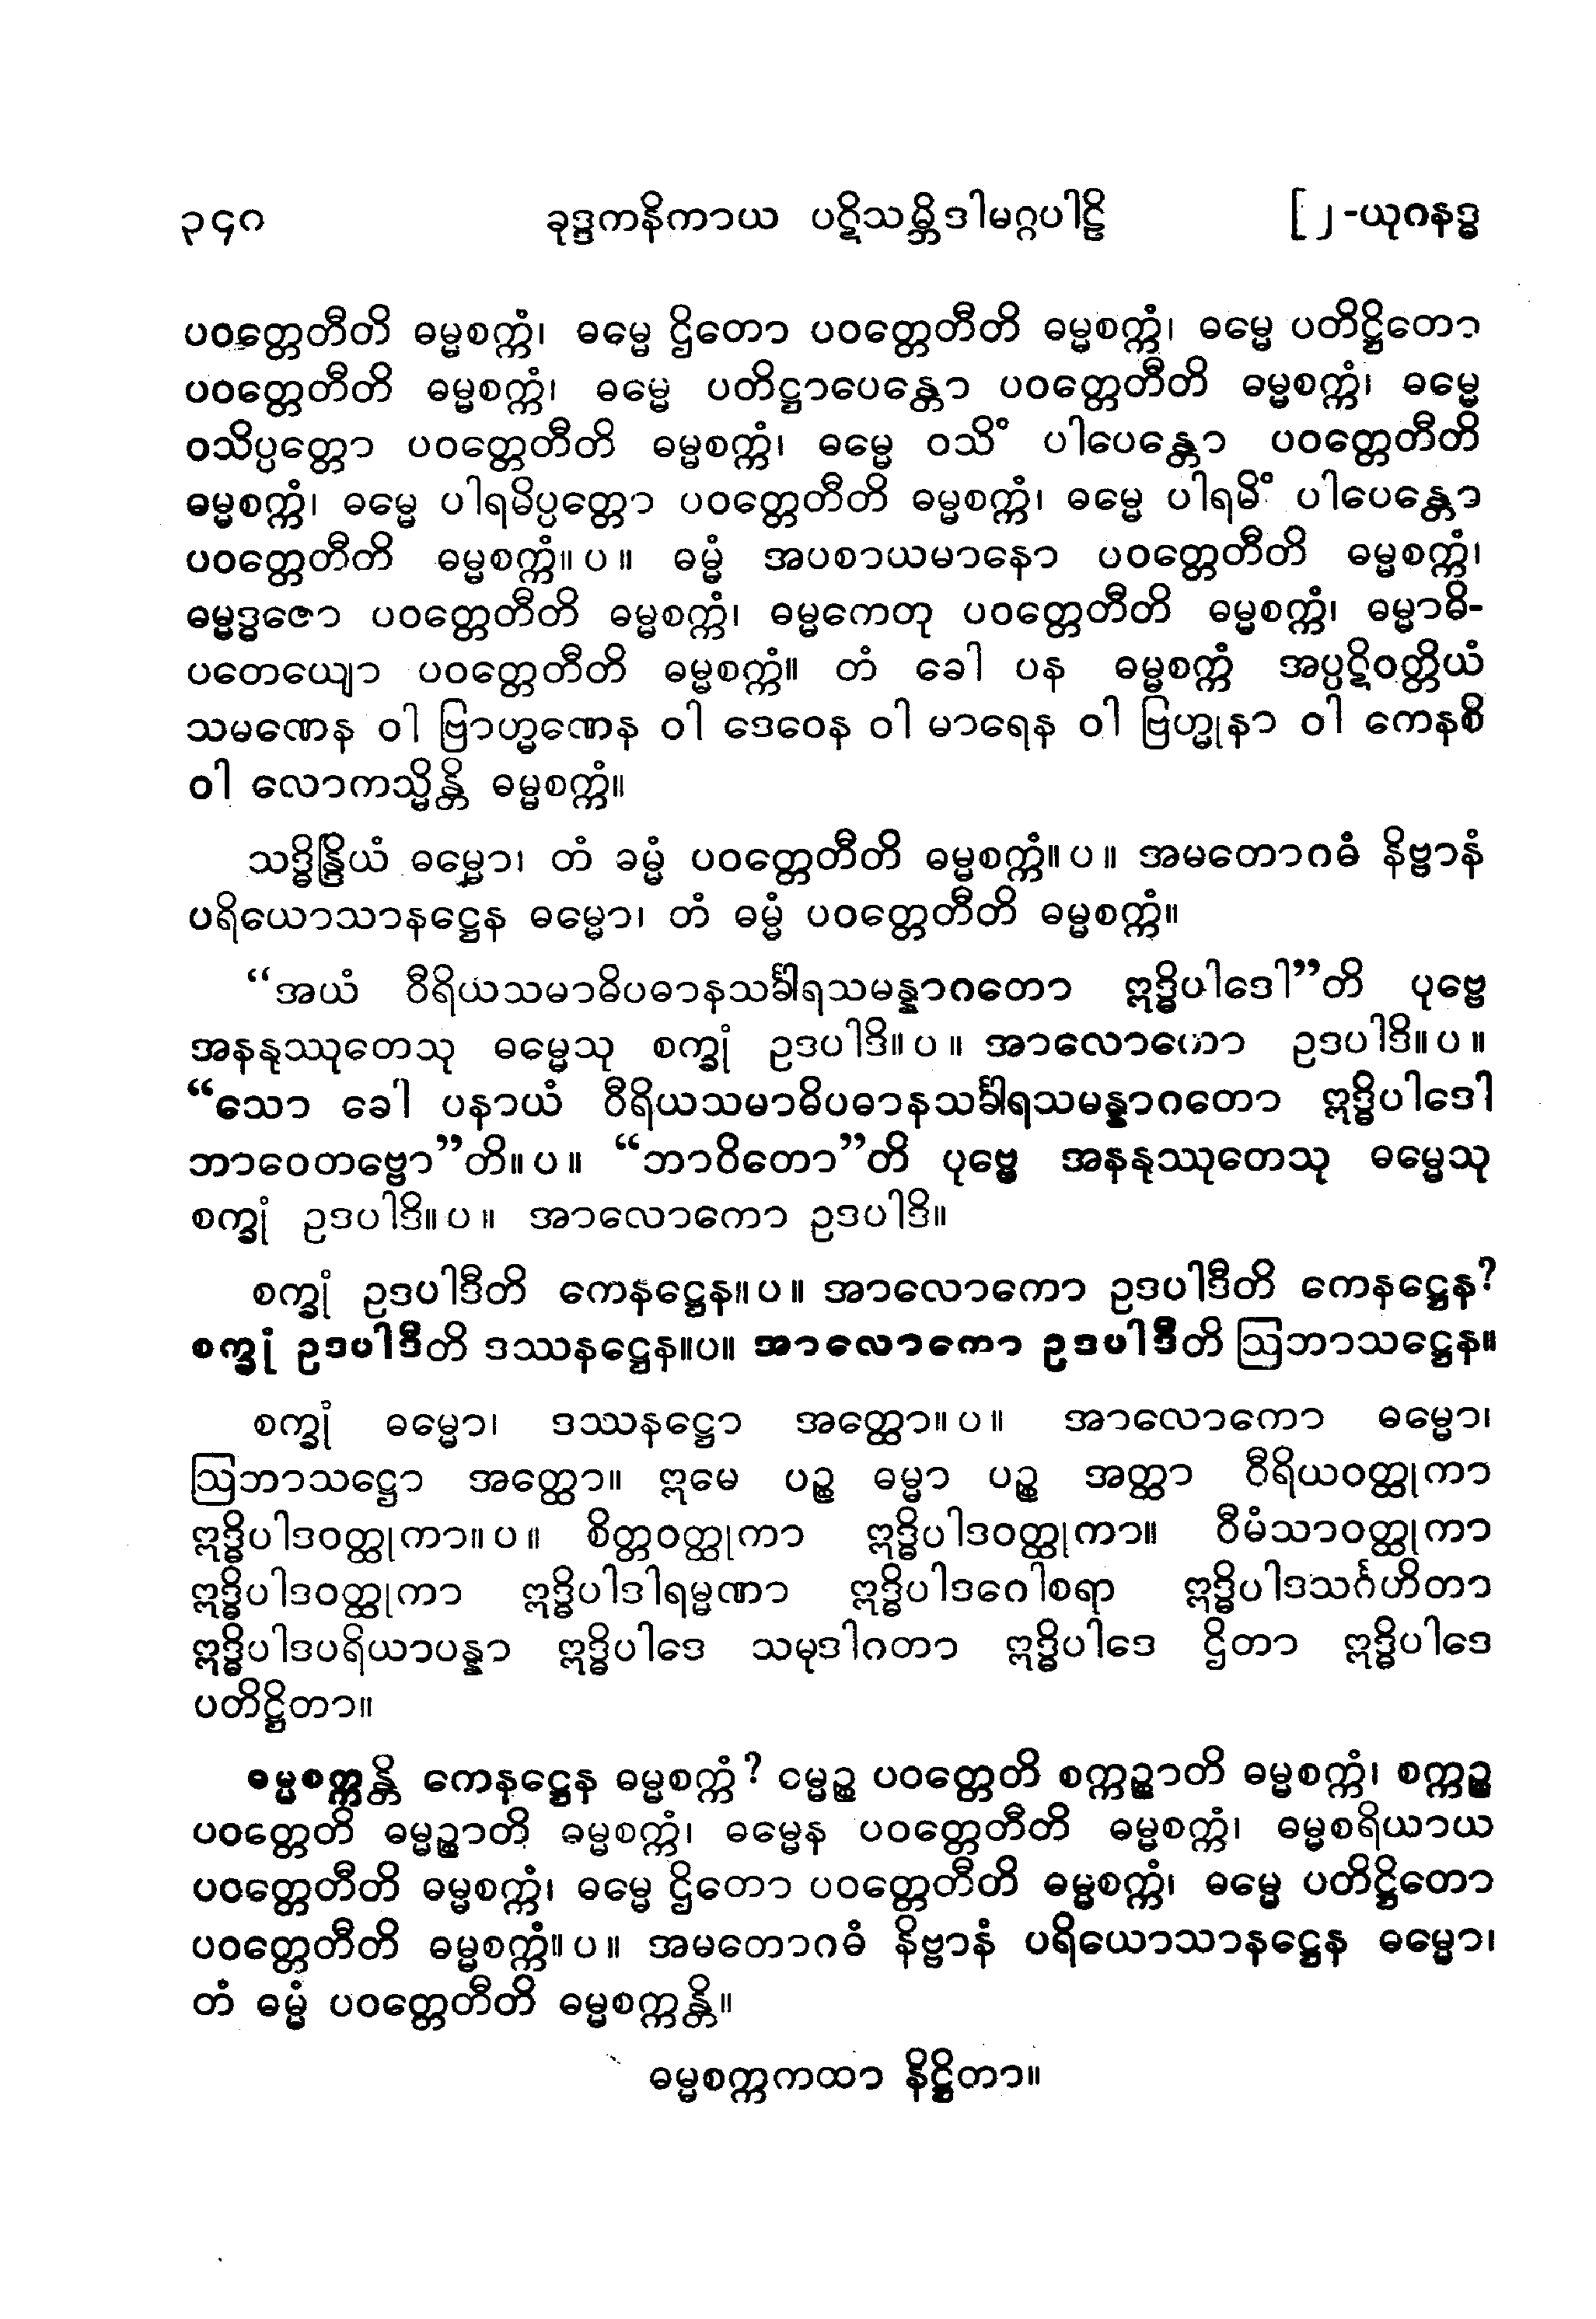 ၃၄၈ ခုဒ္ဒကနိကာယ ပဋိသမ္ဘိဒါမဂ္ဂပါဠိ [၂-ယုဂနဒ္ဓ
ပဝတ္တေတီတိ ဓမ္မစက္ကံ၊ ဓမ္မေ ဌိတော ပဝတ္တေတီတိ ဓမ္မစက္ကံ၊ ဓမ္မေ ပတိဋ္ဌိတော
ပဝတ္တေတီတိ ဓမ္မစက္ကံ၊ ဓမ္မေ ပတိဋ္ဌာပေန္တော ပဝတ္တေတီတိ ဓမ္မစက္ကံ၊ ဓမ္မေ
ဝသိပ္ပတ္တော ပဝတ္တေတီတိ ဓမ္မစက္ကံ၊ ဓမ္မေ ဝသိံ ပါပေန္တော ပဝတ္တေတီတိ
ဓမ္မစက္ကံ၊ ဓမ္မေ ပါရမိပ္ပတ္တော ပဝတ္တေတီတိ ဓမ္မစက္ကံ၊ ဓမ္မေ ပါရမိံ ပါပေန္တော
ပဝတ္တေတီတိ ဓမ္မစက္ကံ။ပ။ ဓမ္မံ အပစာယမာနော ပဝတ္တေတီတိ ဓမ္မစက္ကံ၊
ဓမ္မဒ္ဓဇော ပဝတ္တေတီတိ ဓမ္မစက္ကံ၊ ဓမ္မကေတု ပဝတ္တေတီတိ ဓမ္မစက္ကံ၊ ဓမ္မာဓိ-
ပတေယျော ပဝတ္တေတီတိ ဓမ္မစက္ကံ။ တံ ခေါ ပန ဓမ္မစက္ကံ အပ္ပဋိဝတ္တိယံ
သမဏေန ဝါ ဗြာဟ္မဏေန ဝါ ဒေဝေန ဝါ မာရေန ဝါ ဗြဟ္မုနာ ဝါ ကေနစိ
ဝါ လောကသ္မိန္တိ ဓမ္မစက္ကံ။
သဒ္ဓိန္ဒြိယံ ဓမ္မော၊ တံ ဓမ္မံ ပဝတ္တေတီတိ ဓမ္မစက္ကံ။ပ။ အမတောဂဓံ နိဗ္ဗာနံ
ပရိယောသာနဋ္ဌေန ဓမ္မော၊ တံ ဓမ္မံ ပဝတ္တေတီတိ ဓမ္မစက္ကံ။
“အယံ ဝီရိယသမာဓိပဓာနသင်္ခါရသမန္နာဂတော ဣဒ္ဓိပါဒေါ”တိ ပုဗ္ဗေ
အနနုဿုတေသု ဓမ္မေသု စက္ခုံ ဥဒပါဒိ။ပ။ အာလောကော ဥဒပါဒိ။ပ။
“သော ခေါ ပနာယံ ဝီရိယသမာဓိပဓာနသင်္ခါရသမန္နာဂတော ဣဒ္ဓိပါဒေါ
ဘာဝေတဗ္ဗော”တိ။ပ။ “ဘာဝိတော”တိ ပုဗ္ဗေ အနနုဿုတေသု ဓမ္မေသု
စက္ခုံ ဥဒပါဒိ။ပ။ အာလောကော ဥဒပါဒိ။
စက္ခုံ ဥဒပါဒီတိ ကေနဋ္ဌေန။ပ။ အာလောကော ဥဒပါဒီတိ ကေနဋ္ဌေန?
စက္ခုံ ဥဒပါဒီတိ ဒဿနဋ္ဌေန။ပ။ အာလောကော ဥဒပါဒီတိ ဩဘာသဋ္ဌေန။
စက္ခုံ ဓမ္မော၊ ဒဿနဋ္ဌော အတ္ထော။ပ။ အာလောကော ဓမ္မော၊
ဩဘာသဋ္ဌော အတ္ထော။ ဣမေ ပဉ္စ ဓမ္မာ ပဉ္စ အတ္ထာ ဝီရိယဝတ္ထုကာ
ဣဒ္ဓိပါဒဝတ္ထုကာ။ပ။ စိတ္တဝတ္ထုကာ ဣဒ္ဓိပါဒဝတ္ထုကာ။ ဝီမံသာဝတ္ထုကာ
ဣဒ္ဓိပါဒဝတ္ထုကာ ဣဒ္ဓိပါဒါရမ္မဏာ ဣဒ္ဓိပါဒဂေါစရာ ဣဒ္ဓိပါဒသင်္ဂဟိတာ
ဣဒ္ဓိပါဒပရိယာပန္နာ ဣဒ္ဓိပါဒေ သမုဒါဂတာ ဣဒ္ဓိပါဒေ ဌိတာ ဣဒ္ဓိပါဒေ
ပတိဋ္ဌိတာ။
ဓမ္မစက္ကန္တိ ကေနဋ္ဌေန ဓမ္မစက္ကံ? ဓမ္မဉ္စ ပဝတ္တေတိ စက္ကဉ္စာတိ ဓမ္မစက္ကံ၊ စက္ကဉ္စ
ပဝတ္တေတိ ဓမ္မဉ္စာတိ ဓမ္မစက္ကံ၊ ဓမ္မေန ပဝတ္တေတီတိ ဓမ္မစက္ကံ၊ ဓမ္မစရိယာယ
ပဝတ္တေတီတိ ဓမ္မစက္ကံ၊ ဓမ္မေ ဌိတော ပဝတ္တေတီတိ ဓမ္မစက္ကံ၊ ဓမ္မေ ပတိဋ္ဌိတော
ပဝတ္တေတီတိ ဓမ္မစက္ကံ။ပ။ အမတောဂဓံ နိဗ္ဗာနံ ပရိယောသာနဋ္ဌေန ဓမ္မော၊
တံ ဓမ္မံ ပဝတ္တေတီတိ ဓမ္မစက္ကန္တိ။
ဓမ္မစက္ကကထာ နိဋ္ဌိတာ။